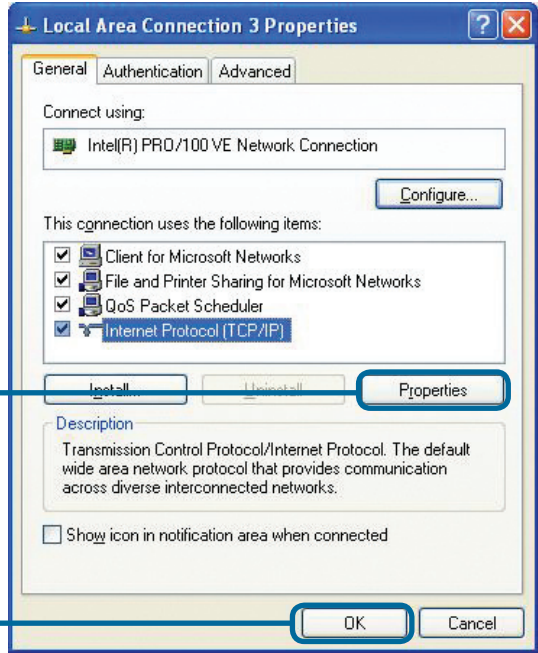 Local Area Connection 3 Properties
General Authentication Advanced
Connect using:
Intel(R) PRO/100 VE Network Connection
Configure...
This connection uses the following items:
Client for Microsoft Networks
File and Printer Sharing for Microsoft Networks
QoS Packet Scheduler
Internet Protocol (TCP/IP)
Install... Uninstall Properties
Description
Transmission Control Protocol/Internet Protocol. The default
wide area network protocol that provides communication
across diverse interconnected networks.
Show icon in notification area when connected
OK Cancel